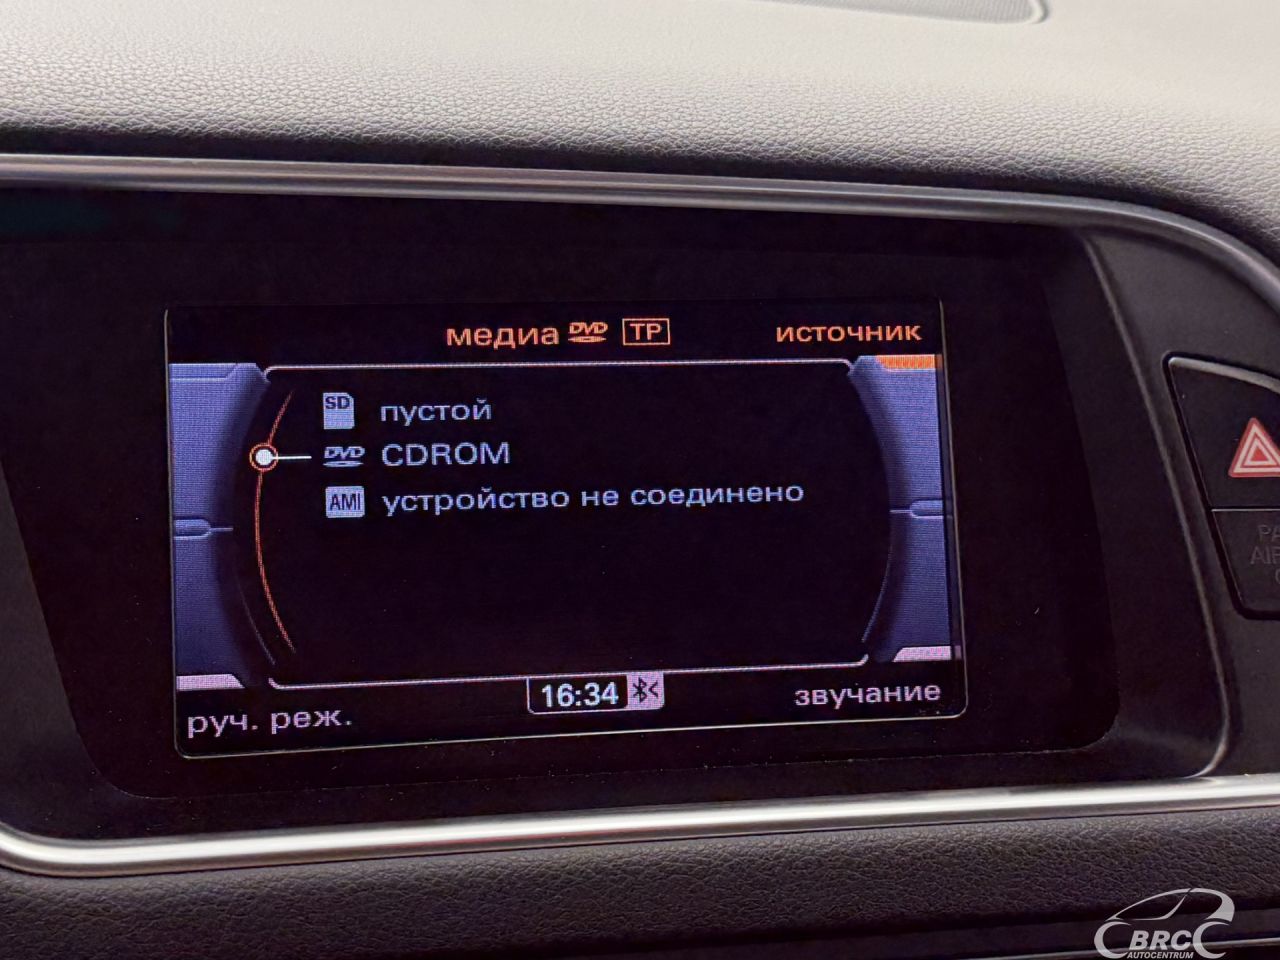 медиа DVD TP источник
SD пустой
DVD CDROM
AMI устройство не соединено
руч. реж. 16:34 звучание
BRC
AUTOCENTRUM